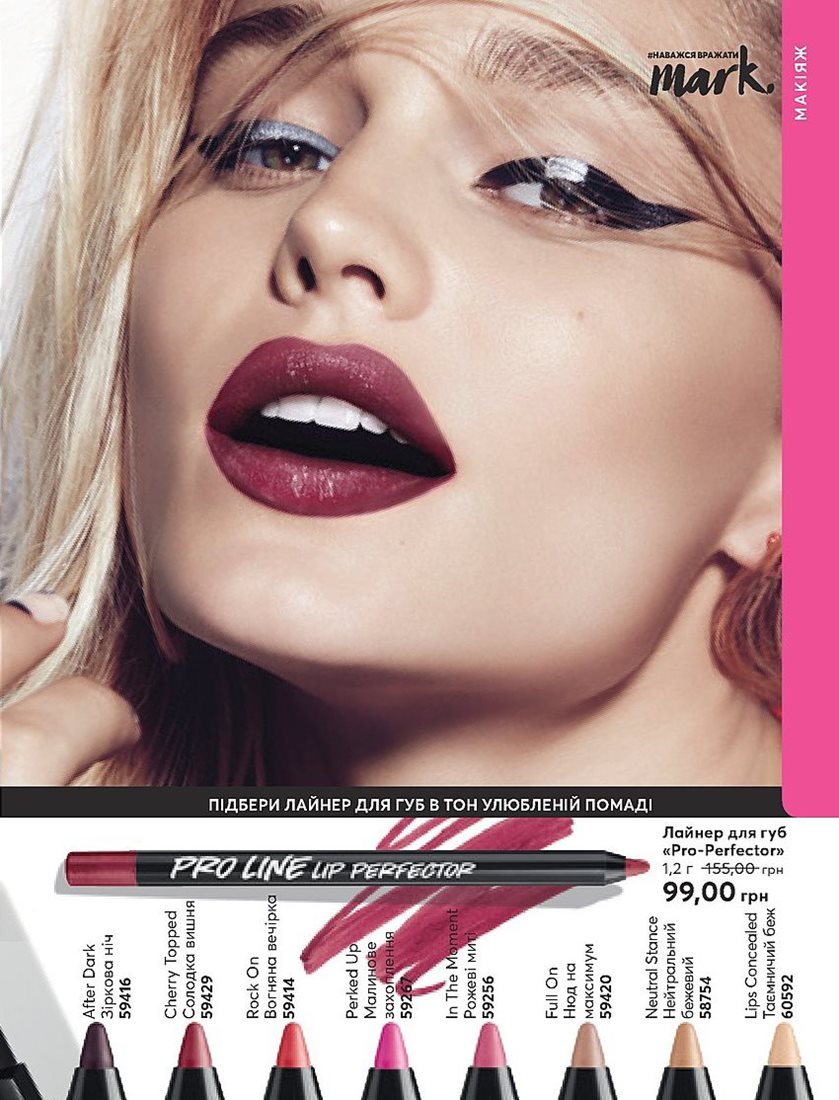 #НАВАЖСЯ ВРАЖАТИ
mark.
МАКІЯЖ
ПІДБЕРИ ЛАЙНЕР ДЛЯ ГУБ В ТОН УЛЮБЛЕНІЙ ПОМАДІ
PRO LINE LIP PERFECTOR
Лайнер для губ
«Pro-Perfector»
1,2 г 155,00 грн
99,00 грн
After Dark
Зіркова ніч
59416
Cherry Topped
Солодка вишня
59429
Rock On
Вогняна вечірка
59414
Perked Up
Малинове
захоплення
59267
In The Moment
Рожеві миті
59256
Full On
Нюд на
максимум
59420
Neutral Stance
Нейтральний
бежевий
58754
Lips Concealed
Таємничий беж
60592